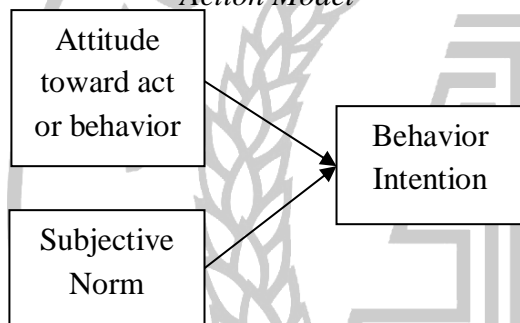 Action Model
Attitude
toward act
or behavior
Behavior
Intention
Subjective
Norm